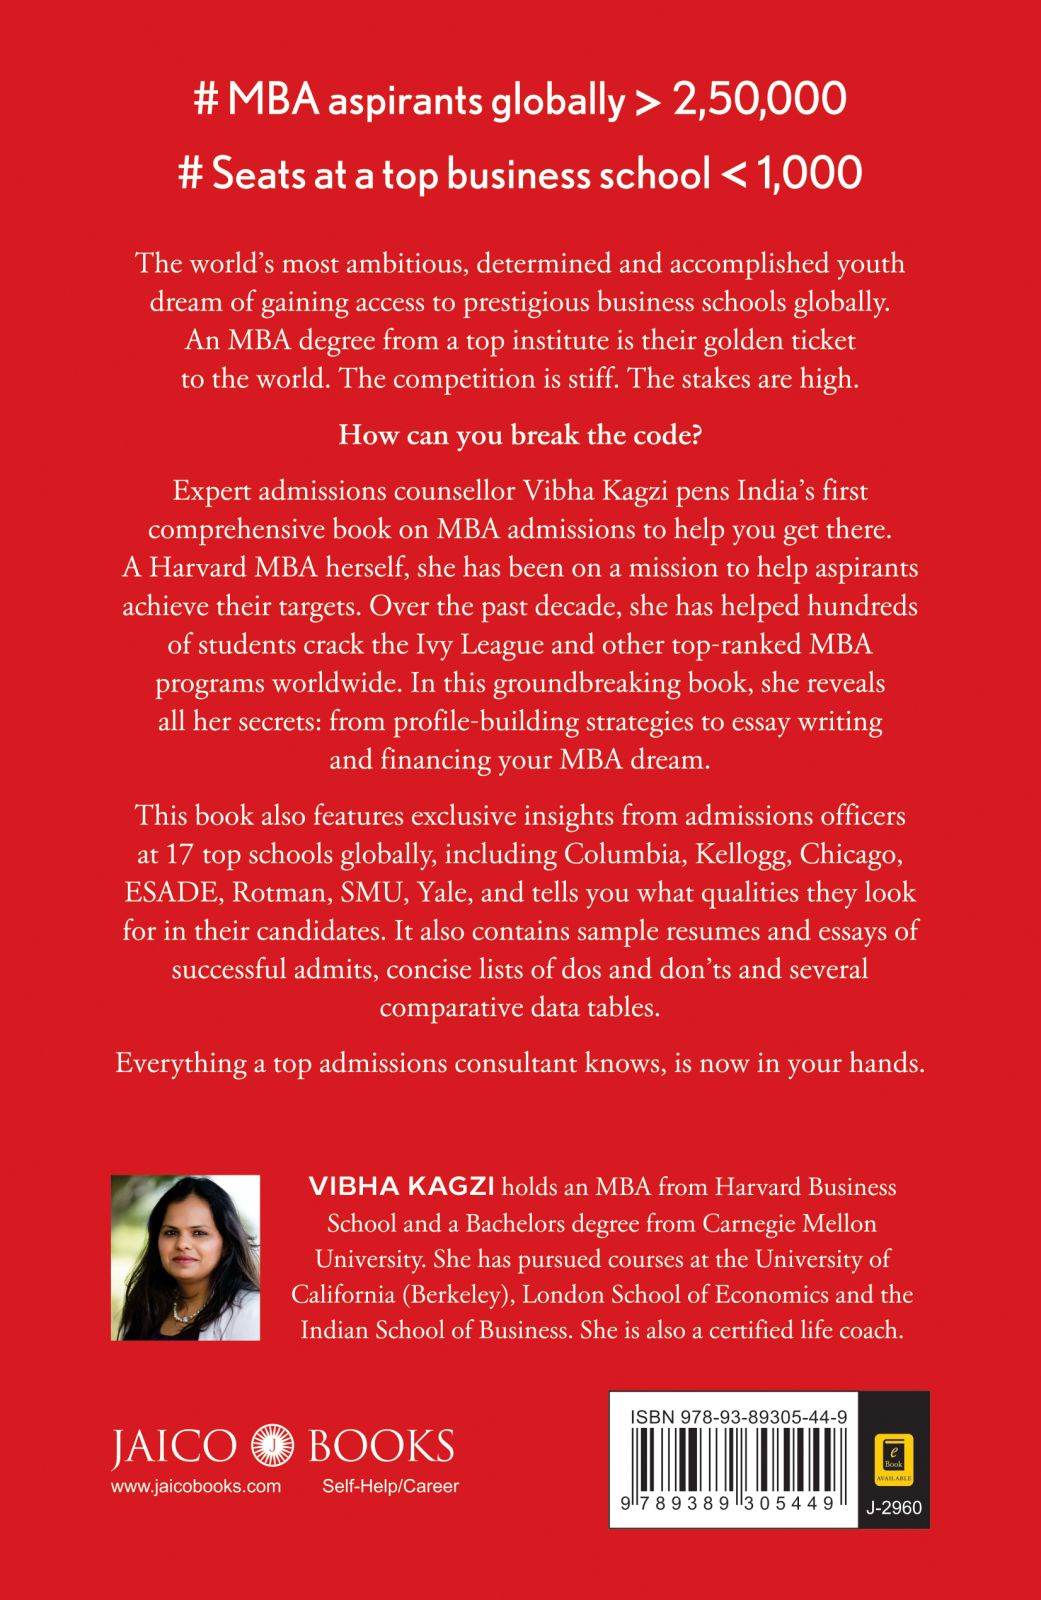 # MBA aspirants globally > 2,50,000
# Seats at a top business school < 1,000
The world's most ambitious, determined and accomplished youth
dream of gaining access to prestigious business schools globally.
An MBA degree from a top institute is their golden ticket
to the world. The competition is stiff. The stakes are high.
How can you break the code?
Expert admissions counsellor Vibha Kagzi pens India's first
comprehensive book on MBA admissions to help you get there.
A Harvard MBA herself, she has been on a mission to help aspirants
achieve their targets. Over the past decade, she has helped hundreds
of students crack the Ivy League and other top-ranked MBA
programs worldwide. In this groundbreaking book, she reveals
all her secrets: from profile-building strategies to essay writing
and financing your MBA dream.
This book also features exclusive insights from admissions officers
at 17 top schools globally, including Columbia, Kellogg, Chicago,
ESADE, Rotman, SMU, Yale, and tells you what qualities they look
for in their candidates. It also contains sample resumes and essays of
successful admits, concise lists of dos and don'ts and several
comparative data tables.
Everything a top admissions consultant knows, is now in your hands.
VIBHA KAGZI holds an MBA from Harvard Business
School and a Bachelors degree from Carnegie Mellon
University. She has pursued courses at the University of
California (Berkeley), London School of Economics and the
Indian School of Business. She is also a certified life coach.
JAICO J BOOKS
www.jaicobooks.com Self-Help/Career
ISBN 978-93-89305-44-9
9 789389 305449
e
Book
AVAILABLE
J-2960